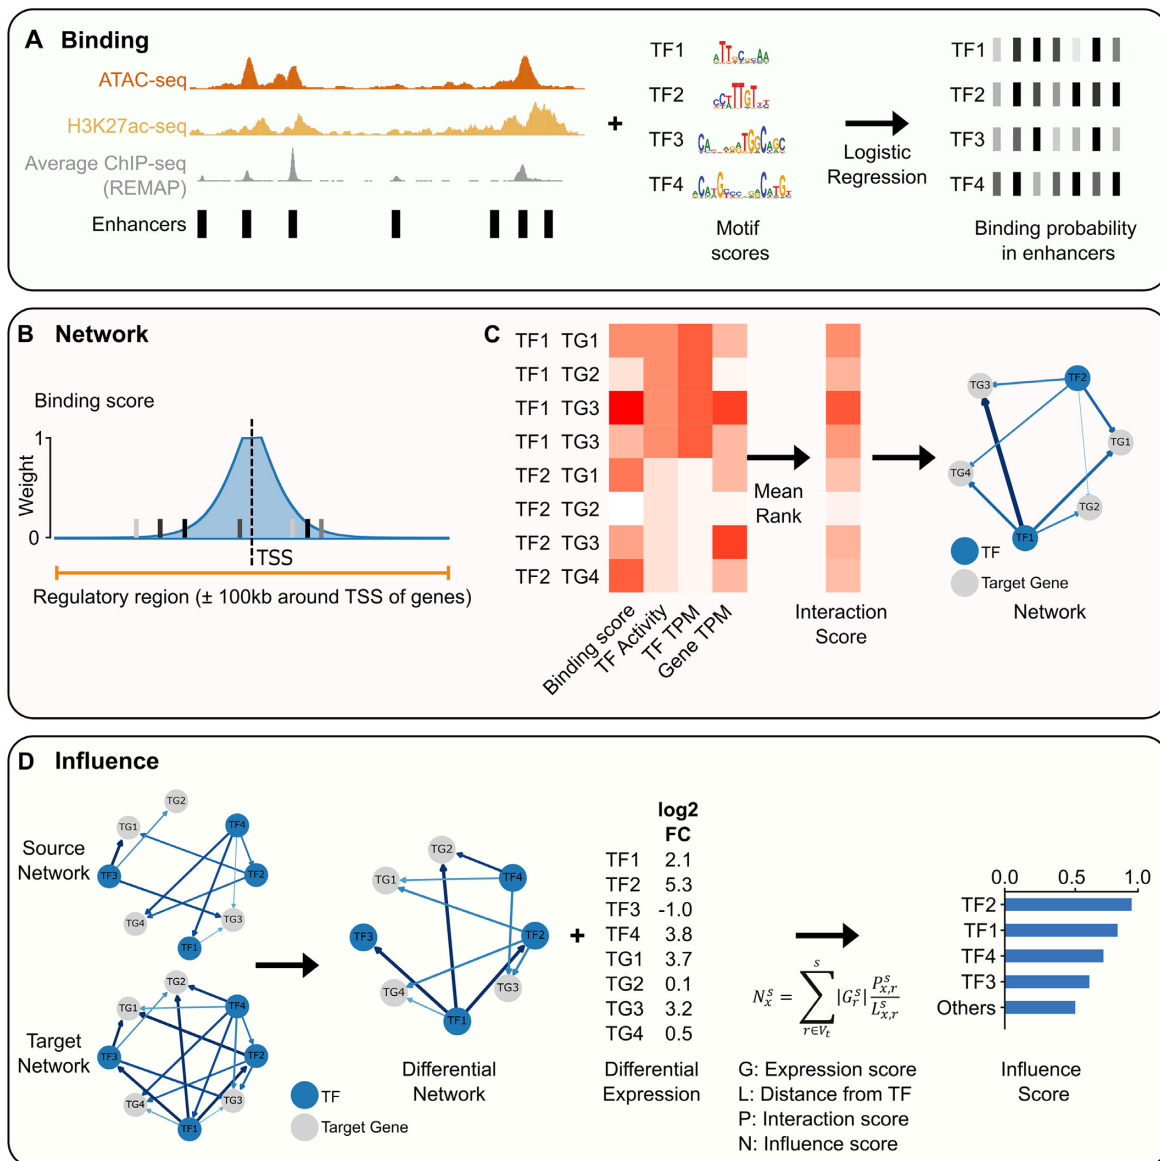 A Binding
ATAC-seq
H3K27ac-seq
Average ChIP-seq
(REMAP)
Enhancers
+
TF1
TF2
TF3
TF4
Motif
scores
Logistic
Regression
TF1
TF2
TF3
TF4
Binding probability
in enhancers
B Network
Binding score
Weight
1
0
TSS
Regulatory region (± 100kb around TSS of genes)
C
TF1 TG1
TF1 TG2
TF1 TG3
TF1 TG3
TF2 TG1
TF2 TG2
TF2 TG3
TF2 TG4
Binding score
TF Activity
TF TPM
Gene TPM
Mean
Rank
Interaction
Score
TF2
TG3
TG1
TG4
TG2
TF1
TF
Target Gene
Network
D Influence
Source
Network
TG2
TG1
TF4
TF3
TF2
TG4
TG3
TF1
Target
Network
TG2
TG1
TF4
TF3
TF2
TG4
TG3
TF1
TF
Target Gene
TG2
TG1
TF4
TF3
TF2
TG4
TG3
TF1
Differential
Network
+
log2
FC
TF1 2.1
TF2 5.3
TF3 -1.0
TF4 3.8
TG1 3.7
TG2 0.1
TG3 3.2
TG4 0.5
Differential
Expression
N_x^s = ∑_{r∈V_t}^s |G_r^s| P_{x,r}^s / L_{x,r}^s
G: Expression score
L: Distance from TF
P: Interaction score
N: Influence score
0.0 0.5 1.0
TF2
TF1
TF4
TF3
Others
Influence
Score